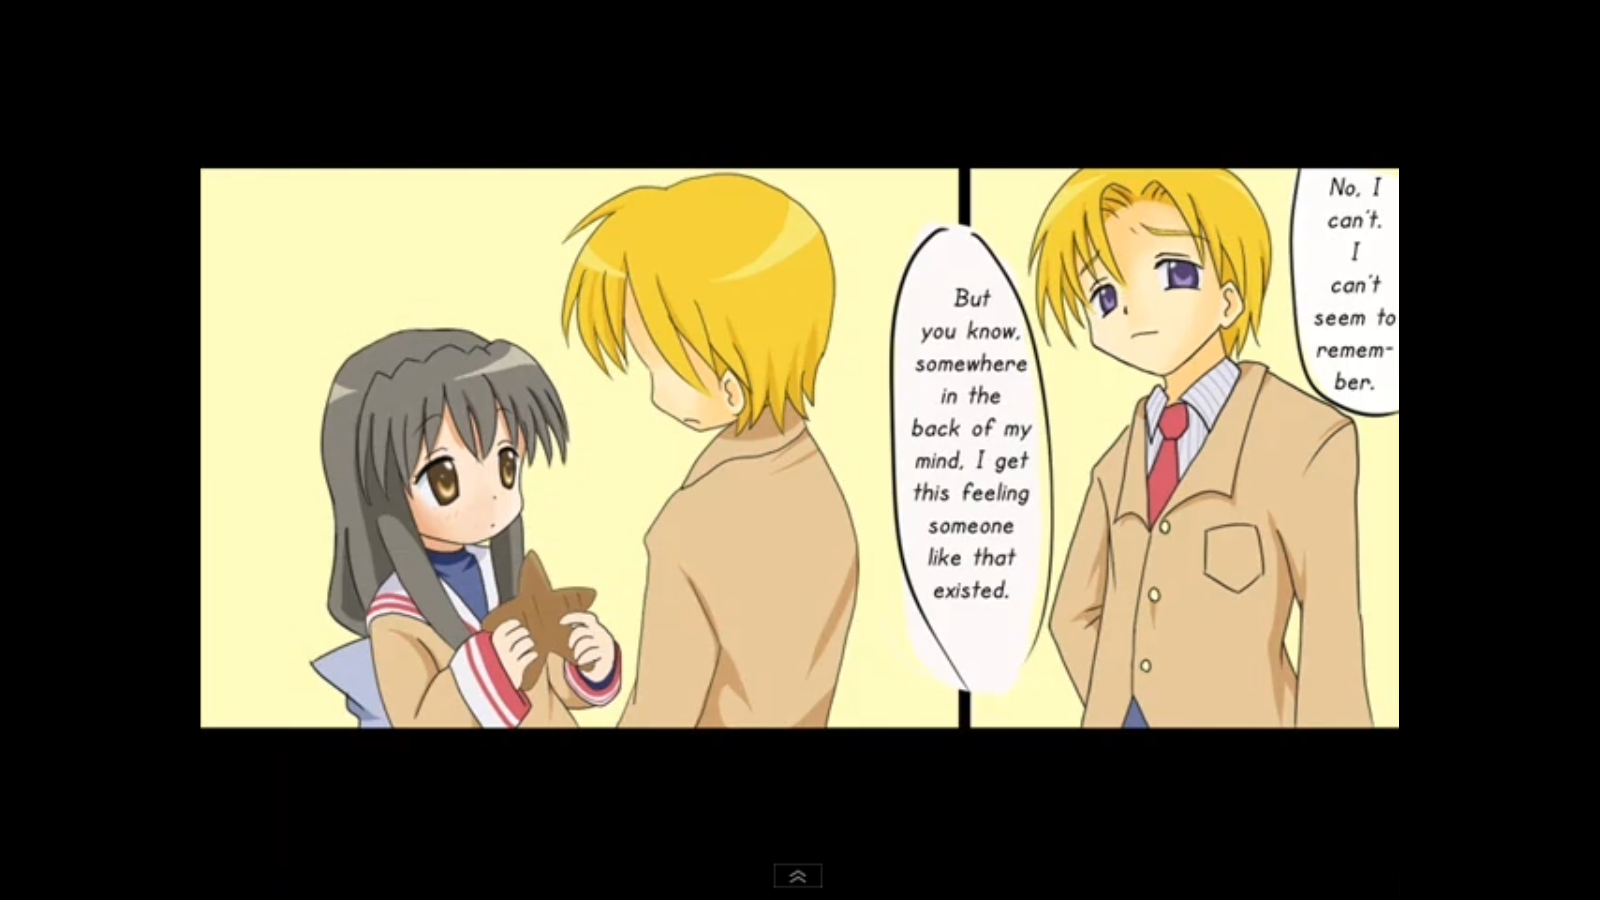 No, I
can't.
I
can't
seem to
remem-
ber.
But
you know,
somewhere
in the
back of my
mind, I get
this feeling
someone
like that
existed.